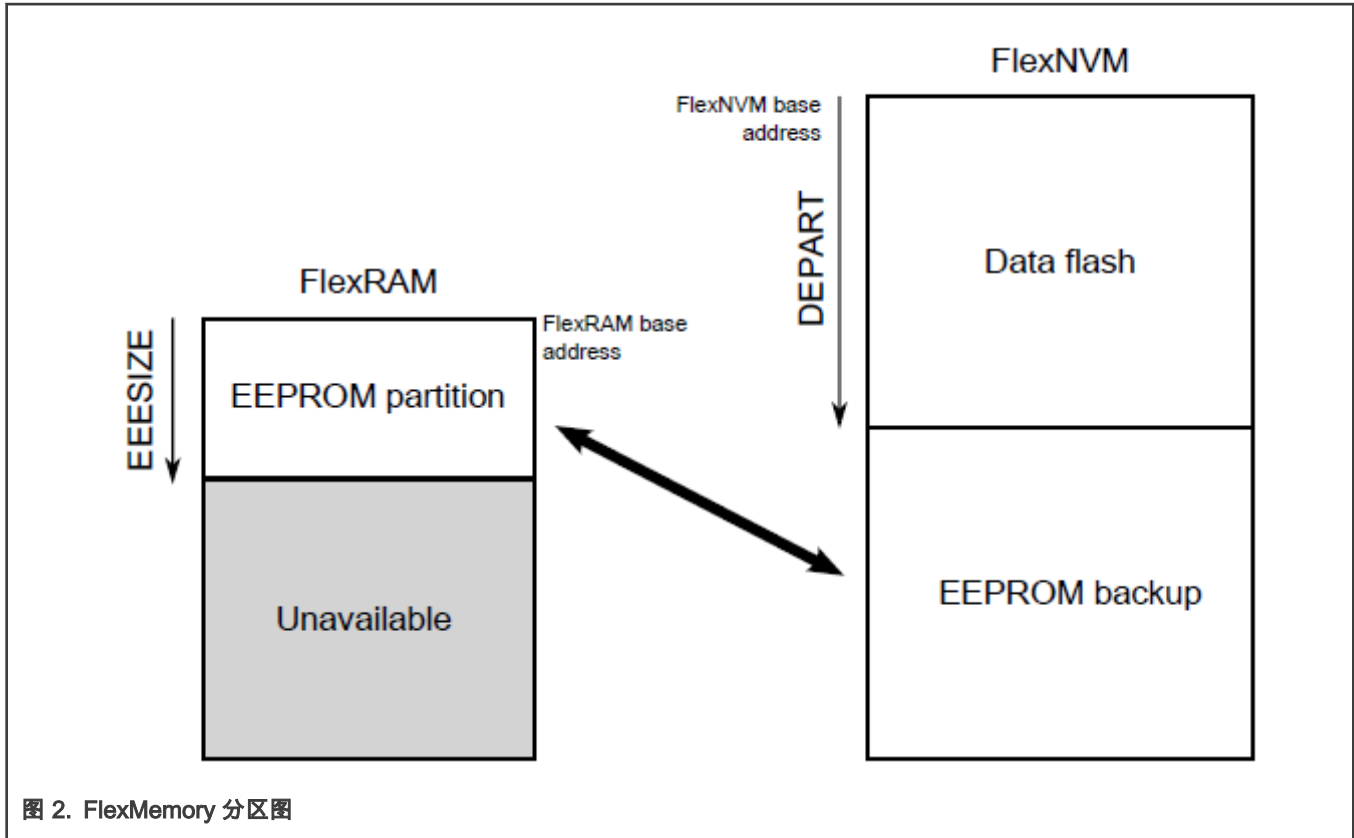 FlexNVM
FlexNVM base
address
DEPART
Data flash
FlexRAM
FlexRAM base
address
EEESIZE
EEPROM partition
EEPROM backup
Unavailable
图 2. FlexMemory 分区图